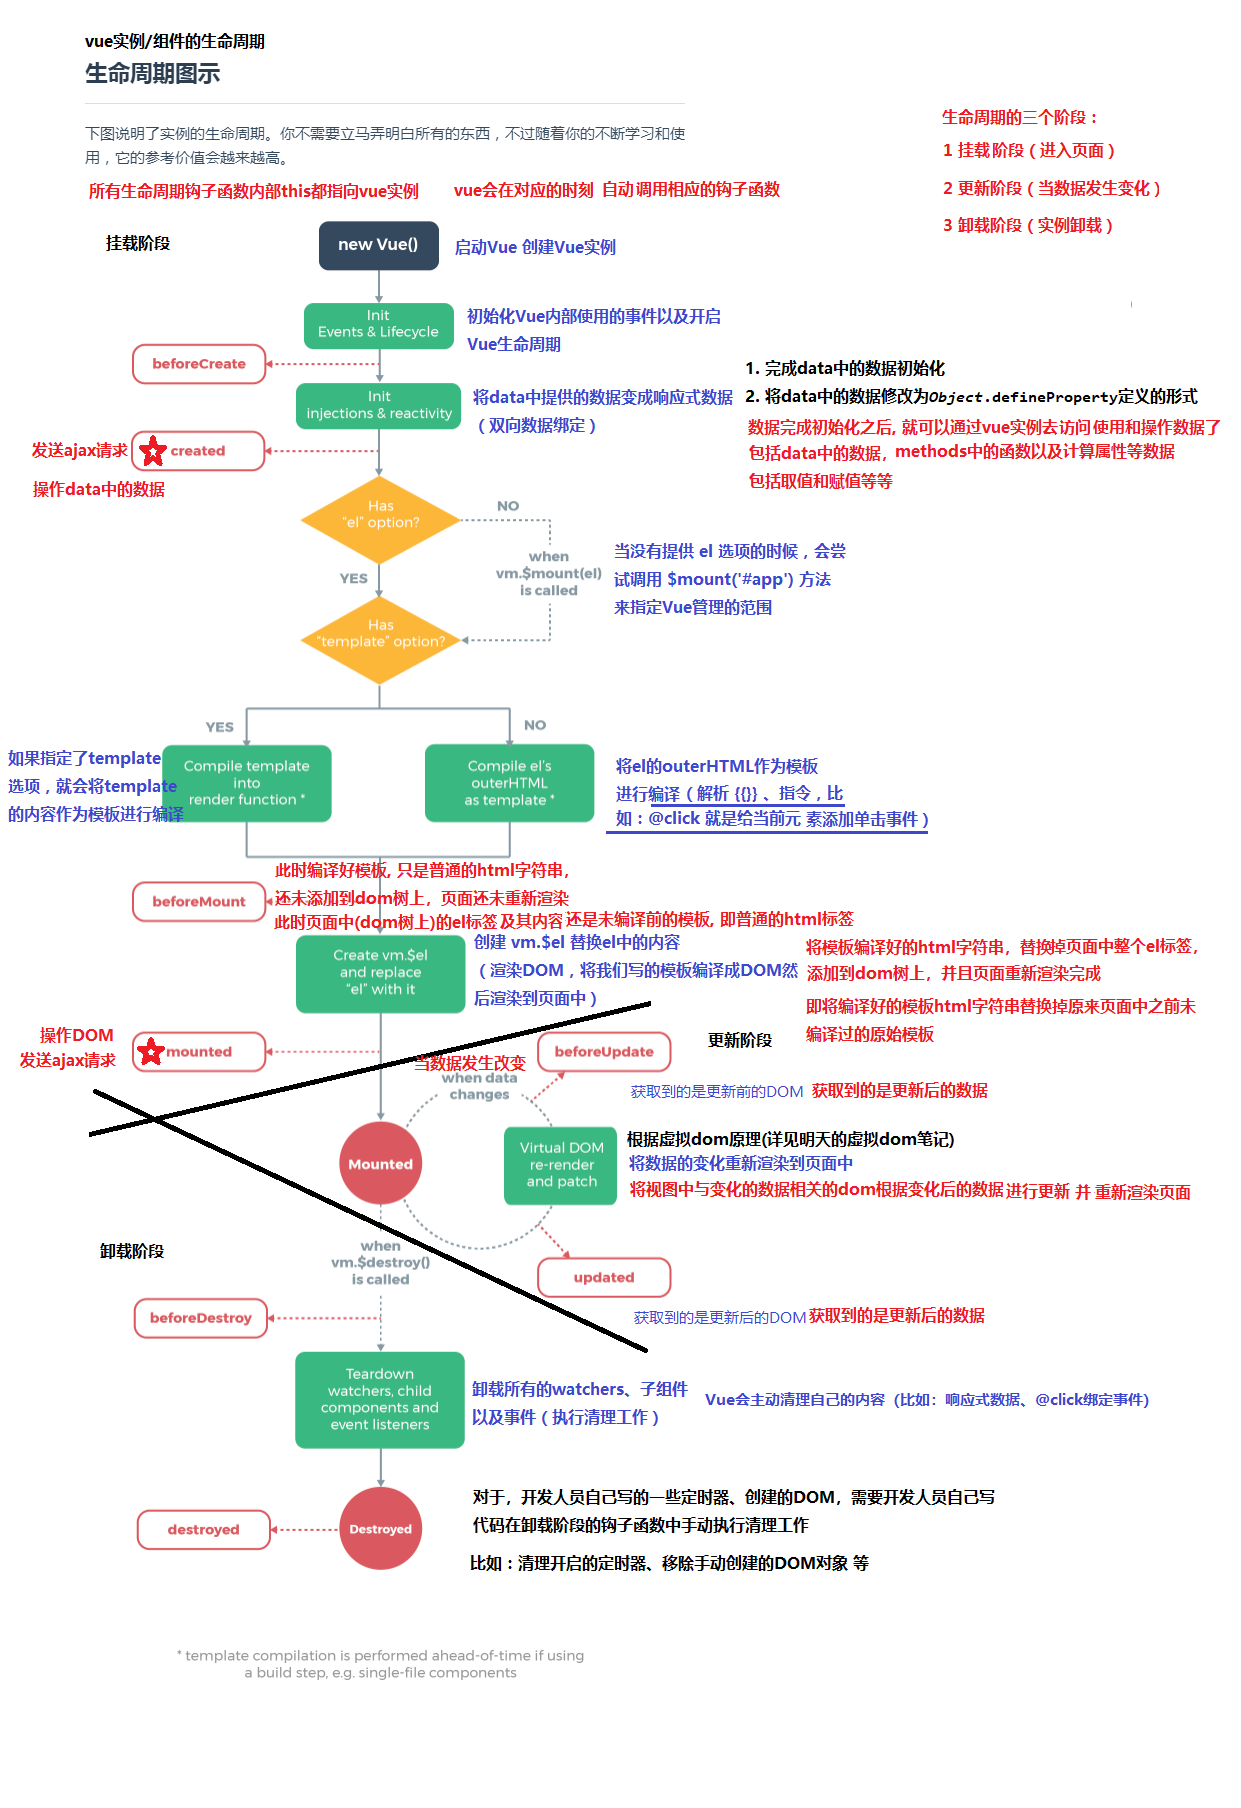 vue实例/组件的生命周期
生命周期图示
下图说明了实例的生命周期。你不需要立马弄明白所有的东西，不过随着你的不断学习和使
用，它的参考价值会越来越高。
生命周期的三个阶段：
1 挂载阶段（进入页面）
2 更新阶段（当数据发生变化）
3 卸载阶段（实例卸载）
所有生命周期钩子函数内部this都指向vue实例
vue会在对应的时刻 自动 调用相应的钩子函数
挂载阶段
new Vue()
启动Vue 创建Vue实例
Init
Events & Lifecycle
初始化Vue内部使用的事件以及开启
Vue生命周期
beforeCreate
Init
injections & reactivity
将data中提供的数据变成响应式数据
（双向数据绑定）
1. 完成data中的数据初始化
2. 将data中的数据修改为Object.defineProperty定义的形式
数据完成初始化之后, 就可以通过vue实例去访问 使用和操作数据了
包括data中的数据，methods中的函数以及计算属性等数据
包括取值和赋值等等
发送ajax请求
created
操作data中的数据
Has
"el" option?
NO
when
vm.$mount(el)
is called
当没有提供 el 选项的时候，会尝
试调用 $mount('#app') 方法
来指定Vue管理的范围
YES
Has
"template" option?
YES
NO
如果指定了template
选项，就会将template
的内容作为模板进行编译
Compile template
into
render function *
Compile el's
outerHTML
as template *
将el的outerHTML作为模板
进行编译（解析 {{}} 、指令，比
如：@click 就是给当前元 素添加单击事件）
此时编译好模板, 只是普通的html字符串，
还未添加到dom树上，页面还未重新渲染
此时页面中(dom树上)的el标签 及其内容 还是未编译前的模板, 即普通的html标签
beforeMount
Create vm.$el
and replace
"el" with it
创建 vm.$el 替换el中的内容
（渲染DOM，将我们写的模板编译成DOM然
后渲染到页面中）
将模板编译好的html字符串，替换掉页面中整个el标签，
添加到dom树上，并且页面重新渲染完成
即将编译好的模板html字符串替换掉原来页面中之前未
编译过的原始模板
操作DOM
发送ajax请求
mounted
当数据发生改变
when data
changes
beforeUpdate
更新阶段
获取到的是更新前的DOM 获取到的是更新后的数据
Mounted
Virtual DOM
re-render
and patch
根据虚拟dom原理(详见明天的虚拟dom笔记)
将数据的变化重新渲染到页面中
将视图中与变化的数据相关的dom根据变化后的数据 进行更新 并 重新渲染页面
卸载阶段
when
vm.$destroy()
is called
updated
获取到的是更新后的DOM 获取到的是更新后的数据
beforeDestroy
Teardown
watchers, child
components and
event listeners
卸载所有的watchers、子组件
以及事件（执行清理工作）
Vue会主动清理自己的内容（比如：响应式数据、@click绑定事件）
destroyed
Destroyed
对于，开发人员自己写的一些定时器、创建的DOM，需要开发人员自己写
代码在卸载阶段的钩子函数中手动执行清理工作
比如：清理开启的定时器、移除手动创建的DOM对象 等
* template compilation is performed ahead-of-time if using
a build step, e.g. single-file components